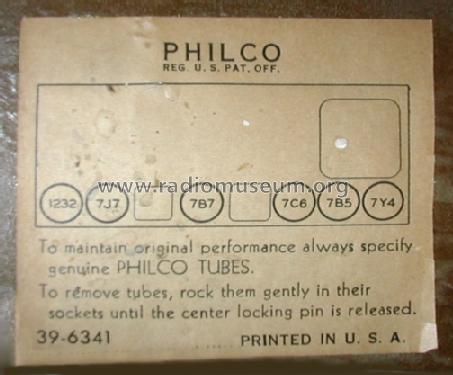 PHILCO
REG. U.S. PAT. OFF.
www.radiomuseum.org
1232 7J7 7B7 7C6 7B5 7Y4
To maintain original performance always specify
genuine PHILCO TUBES.
To remove tubes, rock them gently in their
sockets until the center locking pin is released.
39-6341 PRINTED IN U. S. A.